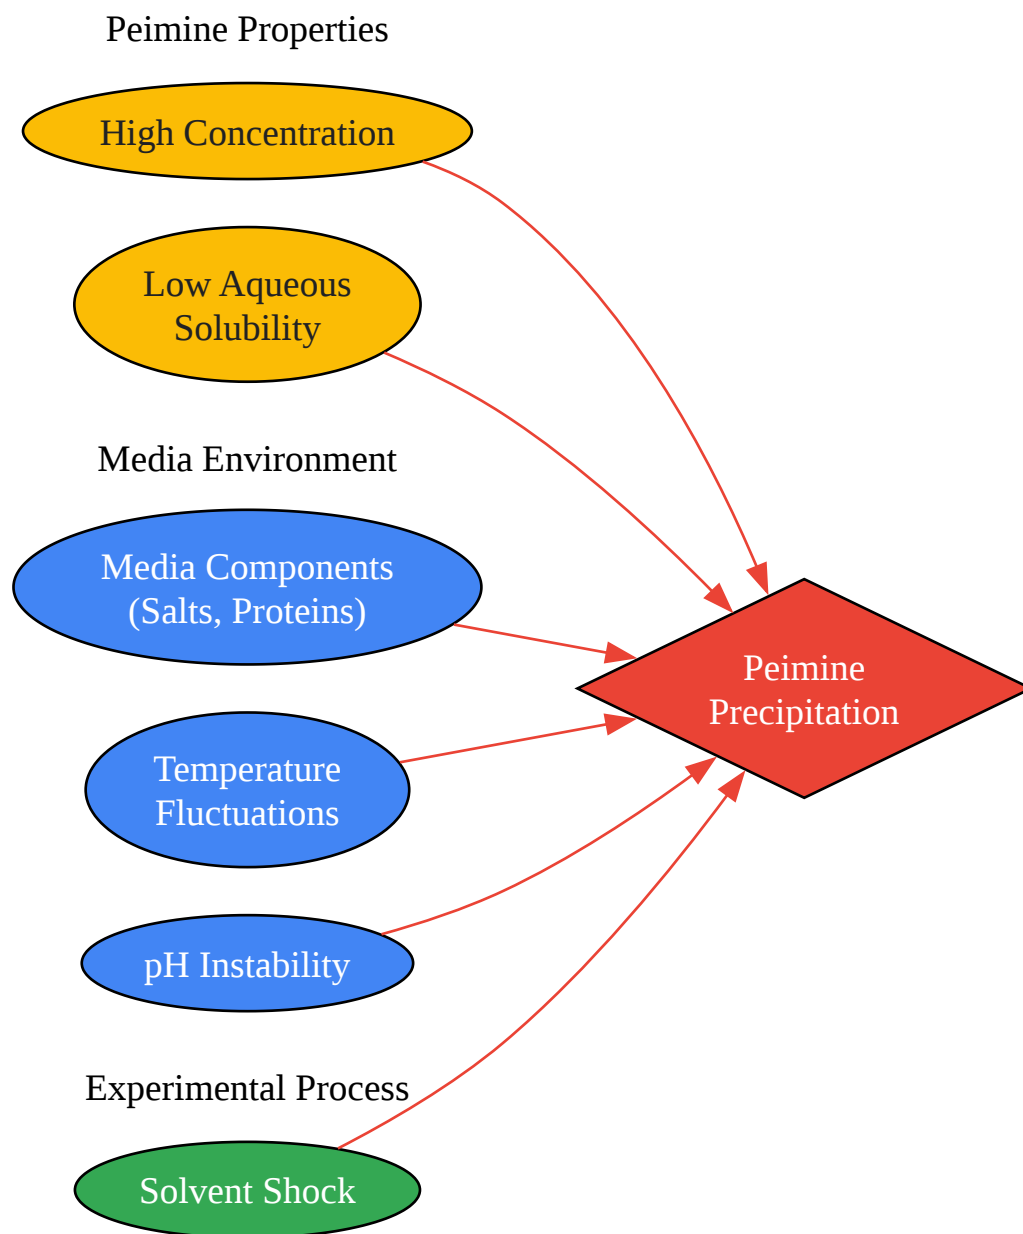 Peimine Properties
High Concentration
Low Aqueous
Solubility
Media Environment
Media Components
(Salts, Proteins)
Temperature
Fluctuations
pH Instability
Experimental Process
Solvent Shock
Peimine
Precipitation